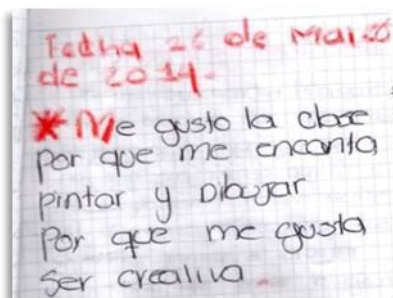 Fecha 26 de Marzo
de 2014-
*Me gusto la clase
por que me encanta
pintar y Dibujar
Por que me gusta
ser creativa.